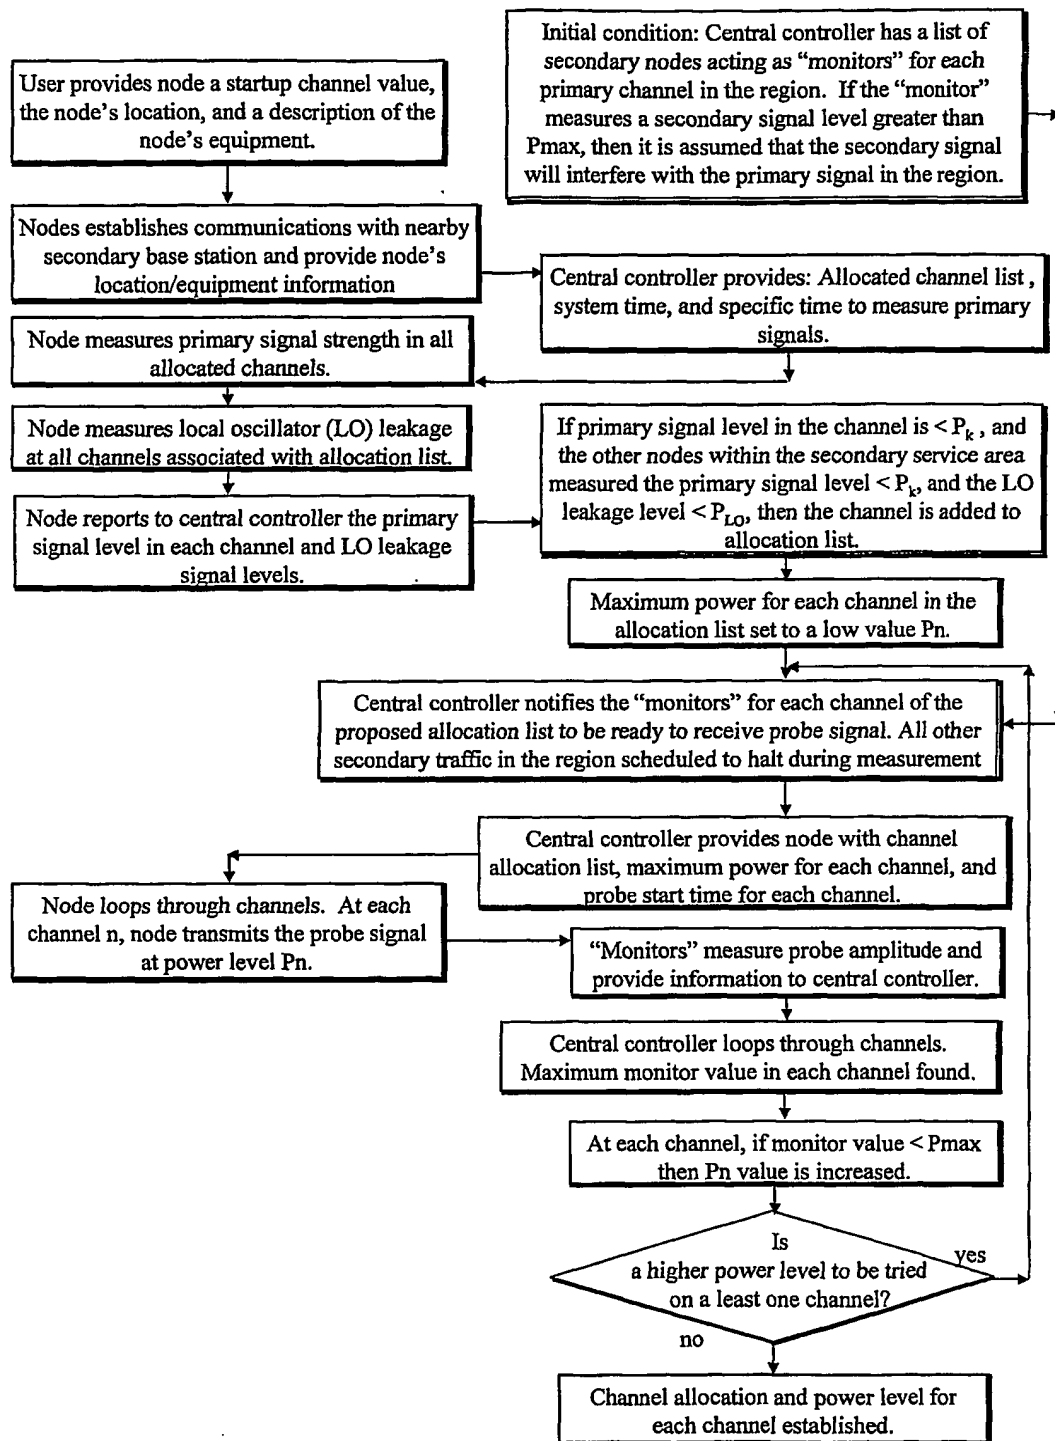 User provides node a startup channel value,
the node's location, and a description of the
node's equipment.
Initial condition: Central controller has a list of
secondary nodes acting as “monitors” for each
primary channel in the region. If the “monitor”
measures a secondary signal level greater than
Pmax, then it is assumed that the secondary signal
will interfere with the primary signal in the region.
Nodes establishes communications with nearby
secondary base station and provide node's
location/equipment information
Central controller provides: Allocated channel list ,
system time, and specific time to measure primary
signals.
Node measures primary signal strength in all
allocated channels.
Node measures local oscillator (LO) leakage
at all channels associated with allocation list.
Node reports to central controller the primary
signal level in each channel and LO leakage
signal levels.
If primary signal level in the channel is < Pk , and
the other nodes within the secondary service area
measured the primary signal level < Pk, and the LO
leakage level < PLO, then the channel is added to
allocation list.
Maximum power for each channel in the
allocation list set to a low value Pn.
Central controller notifies the “monitors” for each channel of the
proposed allocation list to be ready to receive probe signal. All other
secondary traffic in the region scheduled to halt during measurement
Central controller provides node with channel
allocation list, maximum power for each channel, and
probe start time for each channel.
Node loops through channels. At each
channel n, node transmits the probe signal
at power level Pn.
“Monitors” measure probe amplitude and
provide information to central controller.
Central controller loops through channels.
Maximum monitor value in each channel found.
At each channel, if monitor value < Pmax
then Pn value is increased.
Is
a higher power level to be tried
on a least one channel?
yes
no
Channel allocation and power level for
each channel established.